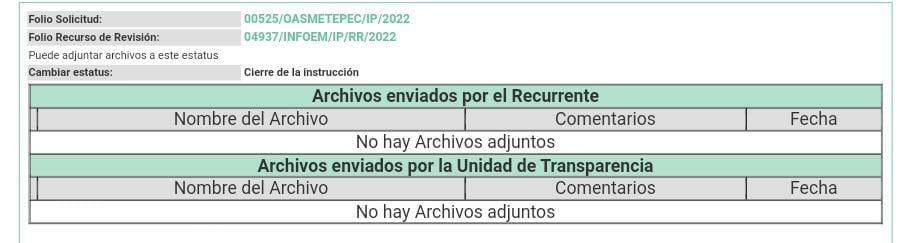 Folio Solicitud: 00525/OASMETEPEC/IP/2022
Folio Recurso de Revisión: 04937/INFOEM/IP/RR/2022
Puede adjuntar archivos a este estatus
Cambiar estatus: Cierre de la instrucción
Archivos enviados por el Recurrente
Nombre del Archivo Comentarios Fecha
No hay Archivos adjuntos
Archivos enviados por la Unidad de Transparencia
Nombre del Archivo Comentarios Fecha
No hay Archivos adjuntos